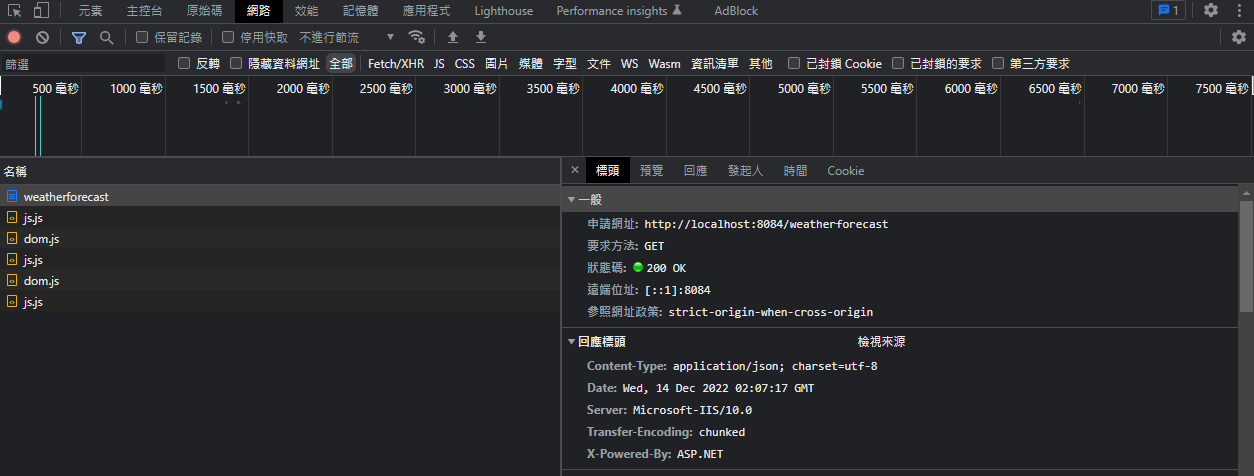 元素 主控台 原始碼 網路 效能 記憶體 應用程式 Lighthouse Performance insights AdBlock 1
保留記錄 停用快取 不進行節流
篩選 反轉 隱藏資料網址 全部 Fetch/XHR JS CSS 圖片 媒體 字型 文件 WS Wasm 資訊清單 其他 已封鎖 Cookie 已封鎖的要求 第三方要求
500 毫秒 1000 毫秒 1500 毫秒 2000 毫秒 2500 毫秒 3000 毫秒 3500 毫秒 4000 毫秒 4500 毫秒 5000 毫秒 5500 毫秒 6000 毫秒 6500 毫秒 7000 毫秒 7500 毫秒
名稱
weatherforecast
js.js
dom.js
js.js
dom.js
js.js
× 標頭 預覽 回應 發起人 時間 Cookie
一般
申請網址: http://localhost:8084/weatherforecast
要求方法: GET
狀態碼: 200 OK
遠端位址: [::1]:8084
參照網址政策: strict-origin-when-cross-origin
回應標頭 檢視來源
Content-Type: application/json; charset=utf-8
Date: Wed, 14 Dec 2022 02:07:17 GMT
Server: Microsoft-IIS/10.0
Transfer-Encoding: chunked
X-Powered-By: ASP.NET